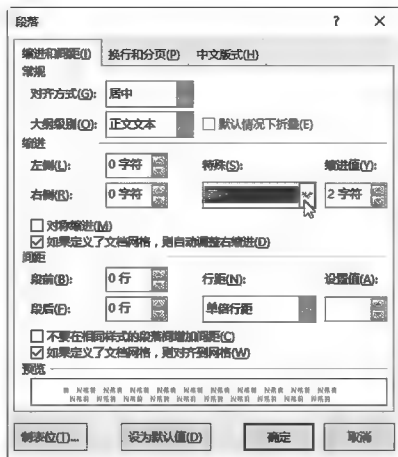 段落 ? ×
缩进和间距(I) 换行和分页(P) 中文版式(H)
常规
对齐方式(G): 居中
大纲级别(O): 正文文本 默认情况下折叠(E)
缩进
左侧(L): 0 字符 特殊(S): 缩进值(Y):
右侧(R): 0 字符 2 字符
对称缩进(M)
如果定义了文档网格，则自动调整右缩进(D)
间距
段前(B): 0 行 行距(N): 设置值(A):
段后(F): 0 行 单倍行距
不要在相同样式的段落间增加间距(C)
如果定义了文档网格，则对齐到网格(W)
预览
制表位(T)... 设为默认值(D) 确定 取消